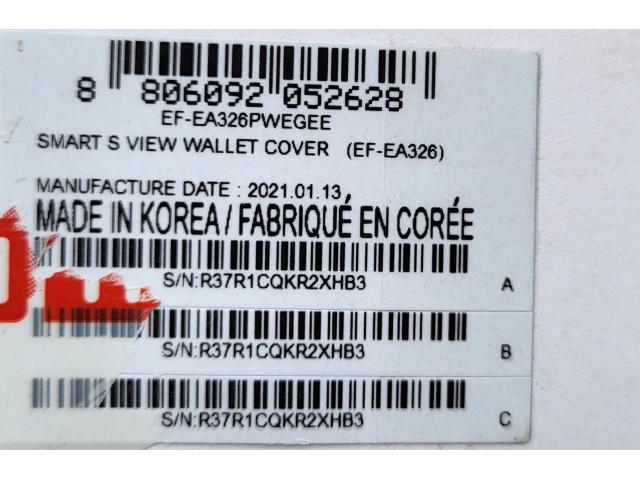 8 806092 052628
EF-EA326PWEGEE
SMART S VIEW WALLET COVER (EF-EA326)
MANUFACTURE DATE : 2021.01.13
MADE IN KOREA / FABRIQUÉ EN CORÉE
S/N:R37R1CQKR2XHB3 A
S/N:R37R1CQKR2XHB3 B
S/N:R37R1CQKR2XHB3 C